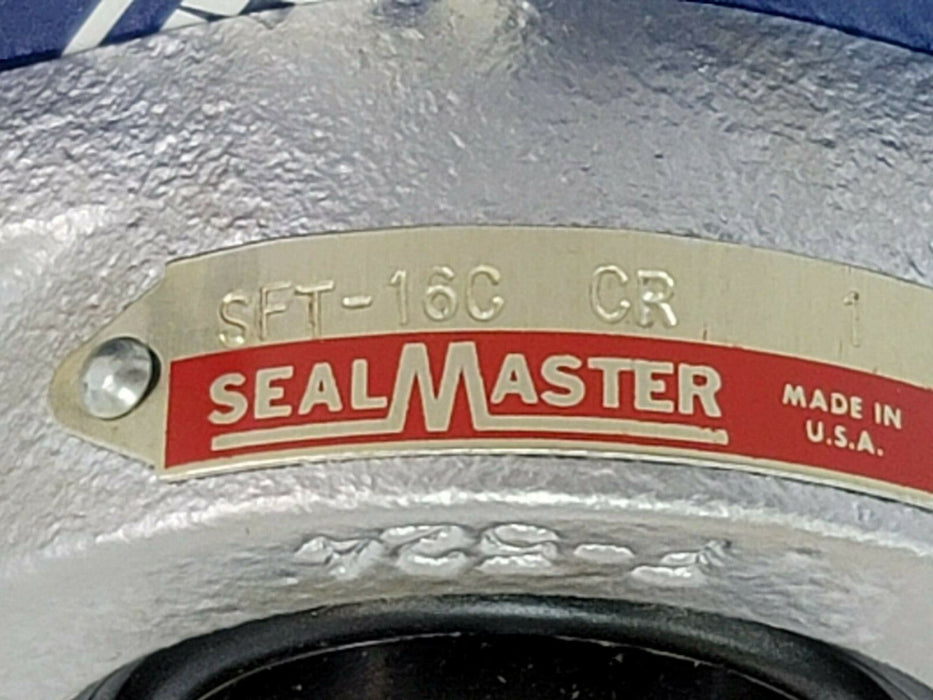 SFT-16C CR 1
SEALMASTER
MADE IN
U.S.A.